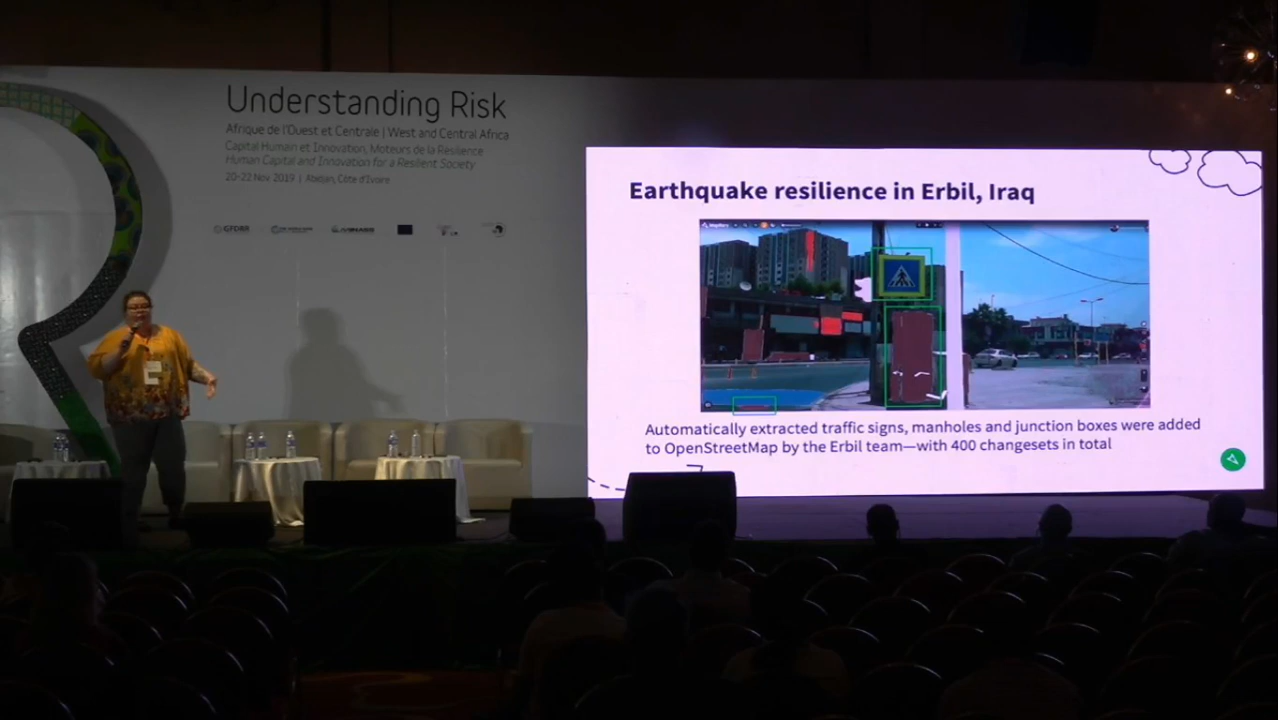 Understanding Risk
Afrique de l'Ouest et Centrale | West and Central Africa
Capital Humain et Innovation, Moteurs de la Resilience
Human Capital and Innovation for a Resilient Society
20-22 Nov 2019 | Abidjan, Côte d'Ivoire
GFDRR
Earthquake resilience in Erbil, Iraq
Automatically extracted traffic signs, manholes and junction boxes were added
to OpenStreetMap by the Erbil team—with 400 changesets in total